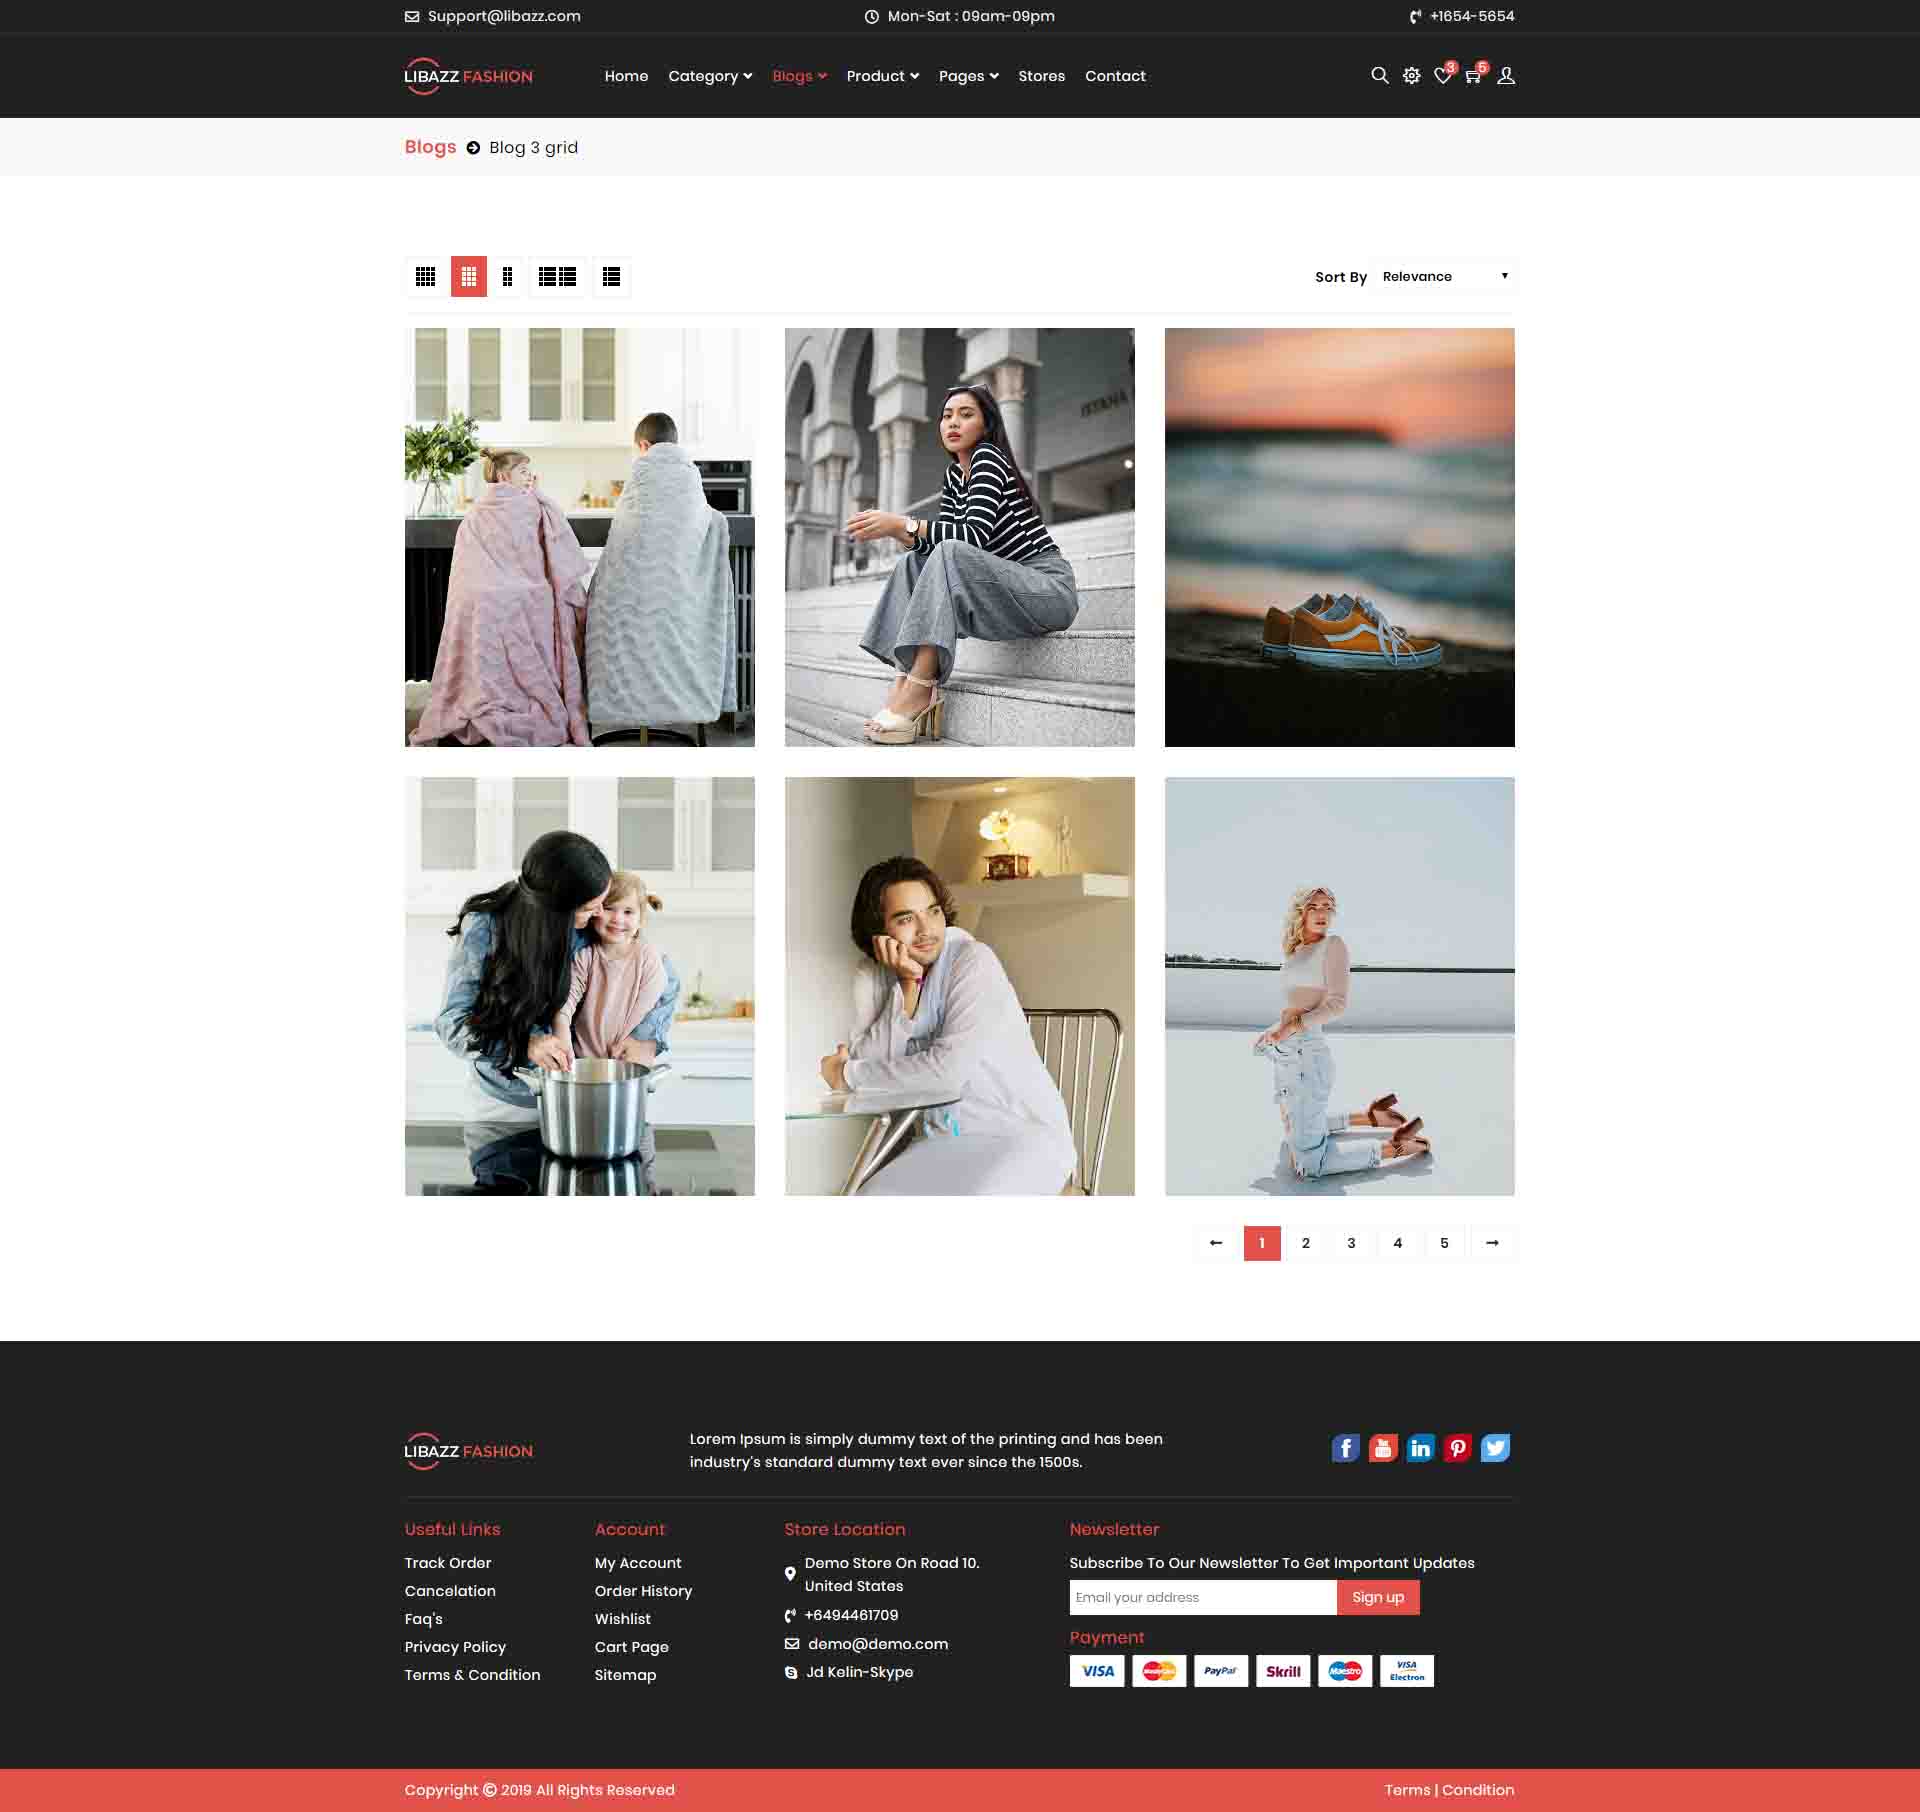 Support@libazz.com
Mon-Sat : 09am-09pm
+1654-5654
LIBAZZ FASHION
Home Category Blogs Product Pages Stores Contact
3 5
Blogs Blog 3 grid
Sort By Relevance
ISTANA
1 2 3 4 5
LIBAZZ FASHION
Lorem Ipsum is simply dummy text of the printing and has been
industry's standard dummy text ever since the 1500s.
Useful Links
Track Order
Cancelation
Faq's
Privacy Policy
Terms & Condition
Account
My Account
Order History
Wishlist
Cart Page
Sitemap
Store Location
Demo Store On Road 10.
United States
+6494461709
demo@demo.com
Jd Kelin-Skype
Newsletter
Subscribe To Our Newsletter To Get Important Updates
Email your address Sign up
Payment
VISA MasterCard PayPal Skrill Maestro VISA Electron
Copyright © 2019 All Rights Reserved
Terms | Condition